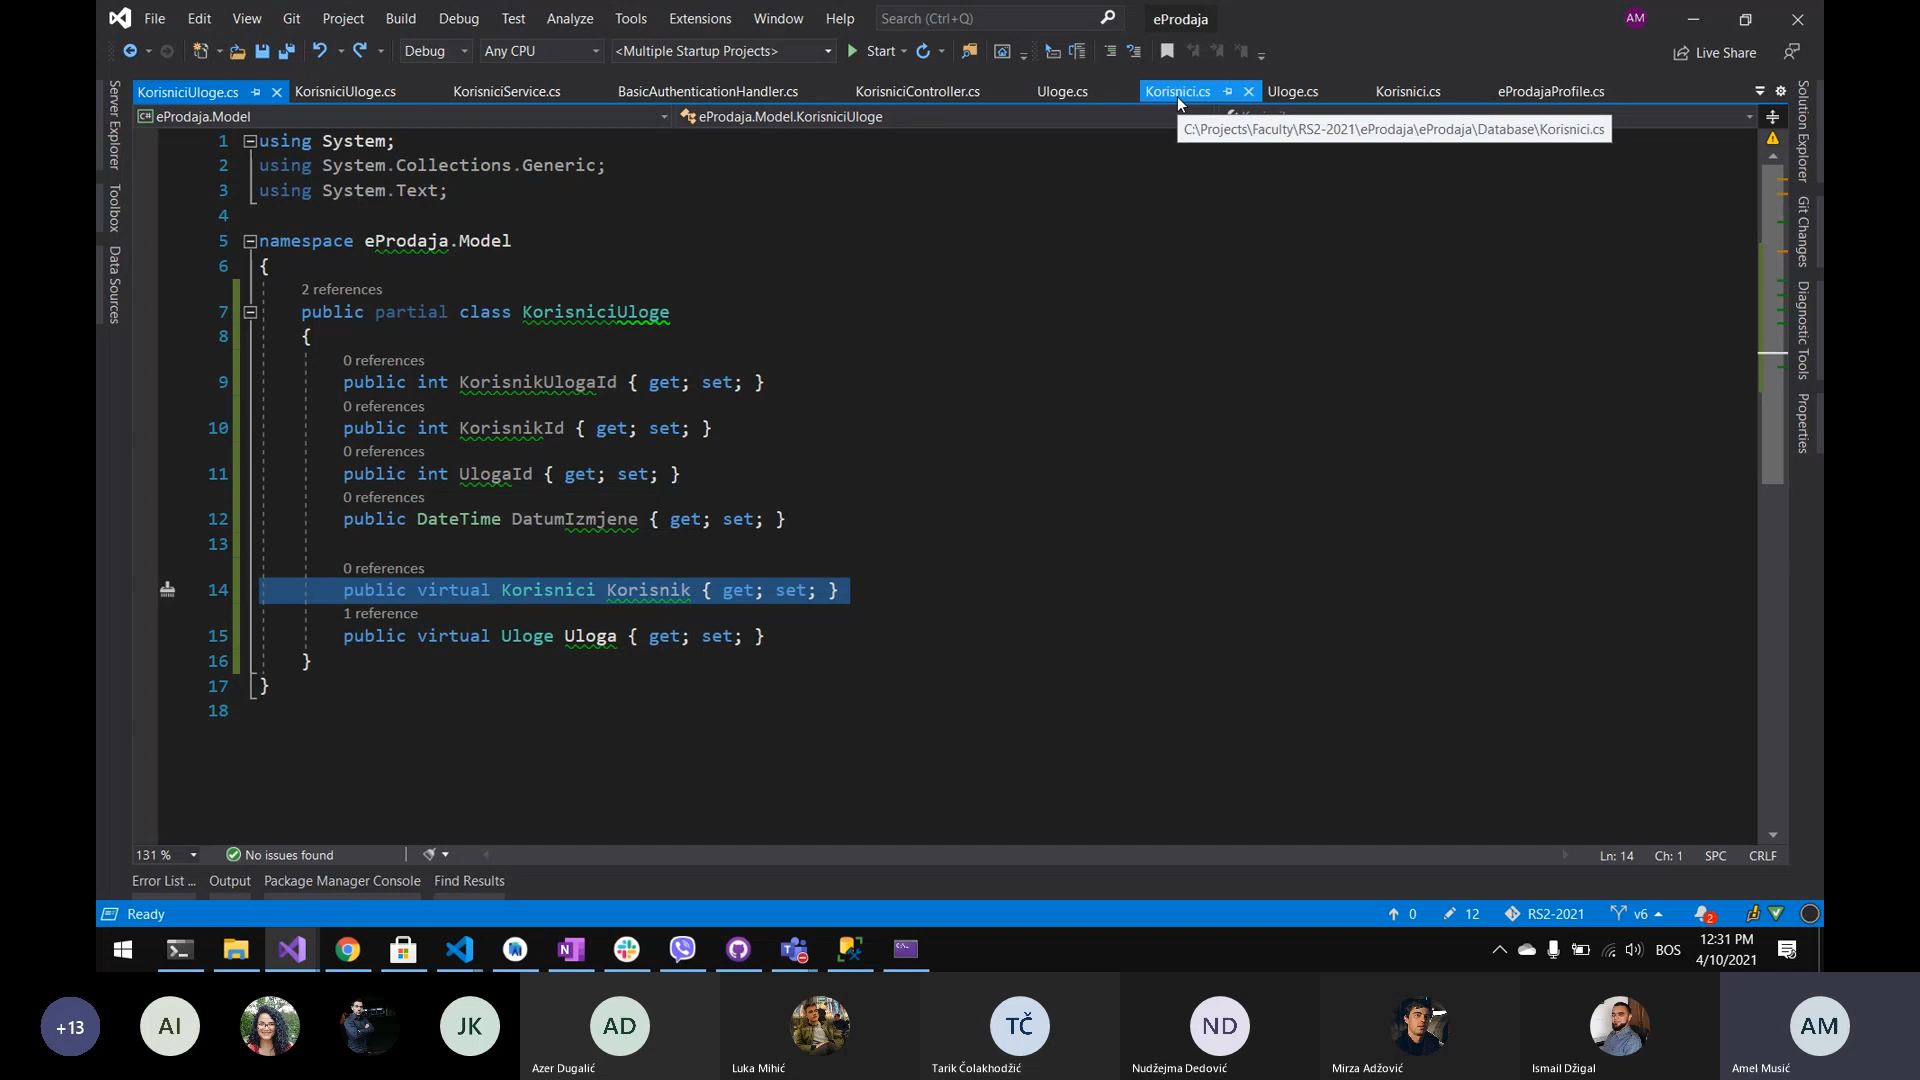 File Edit View Git Project Build Debug Test Analyze Tools Extensions Window Help Search (Ctrl+Q) eProdaja AM
Debug Any CPU <Multiple Startup Projects> Start Live Share
KorisniciUloge.cs KorisniciUloge.cs KorisniciService.cs BasicAuthenticationHandler.cs KorisniciController.cs Uloge.cs Korisnici.cs Uloge.cs Korisnici.cs eProdajaProfile.cs
eProdaja.Model eProdaja.Model.KorisniciUloge
C:\Projects\Faculty\RS2-2021\eProdaja\eProdaja\Database\Korisnici.cs
Server Explorer
Toolbox
Data Sources
Solution Explorer
Git Changes
Diagnostic Tools
Properties
1 using System;
2 using System.Collections.Generic;
3 using System.Text;
4
5 namespace eProdaja.Model
6 {
2 references
7 public partial class KorisniciUloge
8 {
0 references
9 public int KorisnikUlogaId { get; set; }
0 references
10 public int KorisnikId { get; set; }
0 references
11 public int UlogaId { get; set; }
0 references
12 public DateTime DatumIzmjene { get; set; }
13
0 references
14 public virtual Korisnici Korisnik { get; set; }
1 reference
15 public virtual Uloge Uloga { get; set; }
16 }
17 }
18
131 % No issues found Ln: 14 Ch: 1 SPC CRLF
Error List ... Output Package Manager Console Find Results
Ready 0 12 RS2-2021 v6 2
BOS 12:31 PM
4/10/2021
+13 AI JK AD TČ ND AM
Azer Dugalić Luka Mihić Tarik Čolakhodžić Nudžejma Dedović Mirza Adžović Ismail Džigal Amel Musić